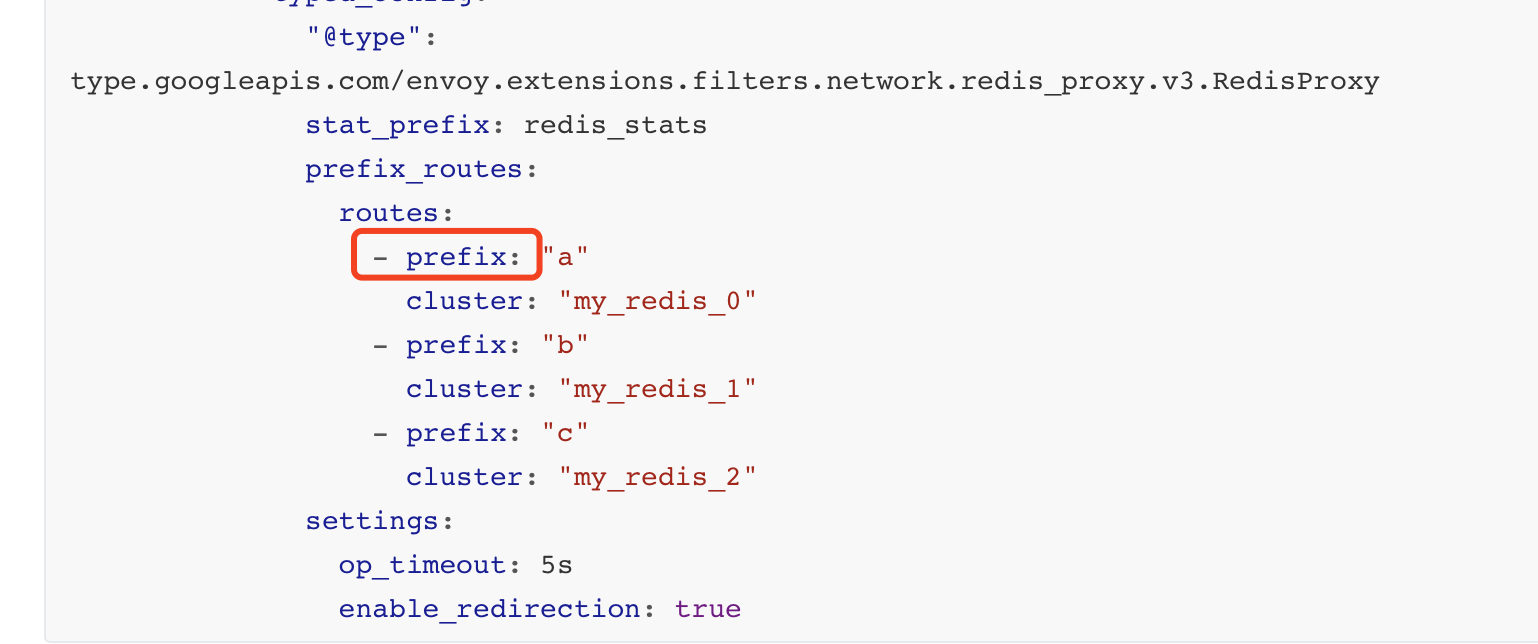 typed_config:
"@type":
type.googleapis.com/envoy.extensions.filters.network.redis_proxy.v3.RedisProxy
stat_prefix: redis_stats
prefix_routes:
routes:
- prefix: "a"
cluster: "my_redis_0"
- prefix: "b"
cluster: "my_redis_1"
- prefix: "c"
cluster: "my_redis_2"
settings:
op_timeout: 5s
enable_redirection: true